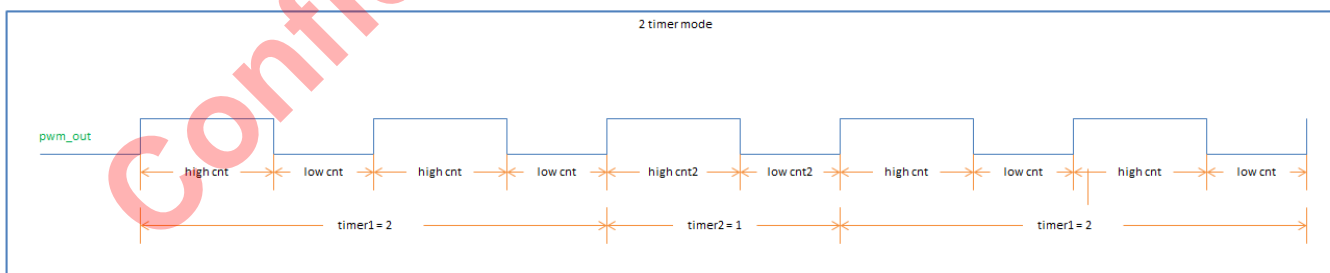 2 timer mode
pwm_out
high cnt low cnt high cnt low cnt high cnt2 low cnt2 high cnt low cnt high cnt low cnt
timer1 = 2 timer2 = 1 timer1 = 2